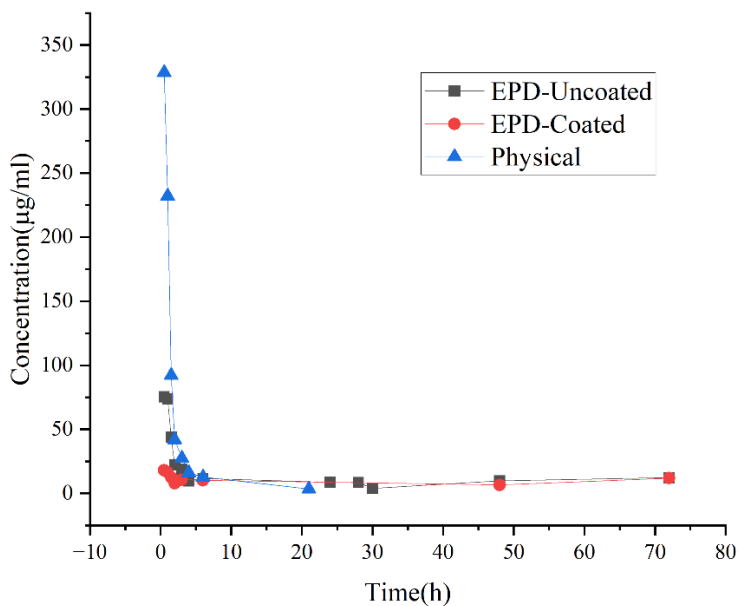 350
300
250
200
150
100
50
0
Concentration(μg/ml)
EPD-Uncoated
EPD-Coated
Physical
−10 0 10 20 30 40 50 60 70 80
Time(h)